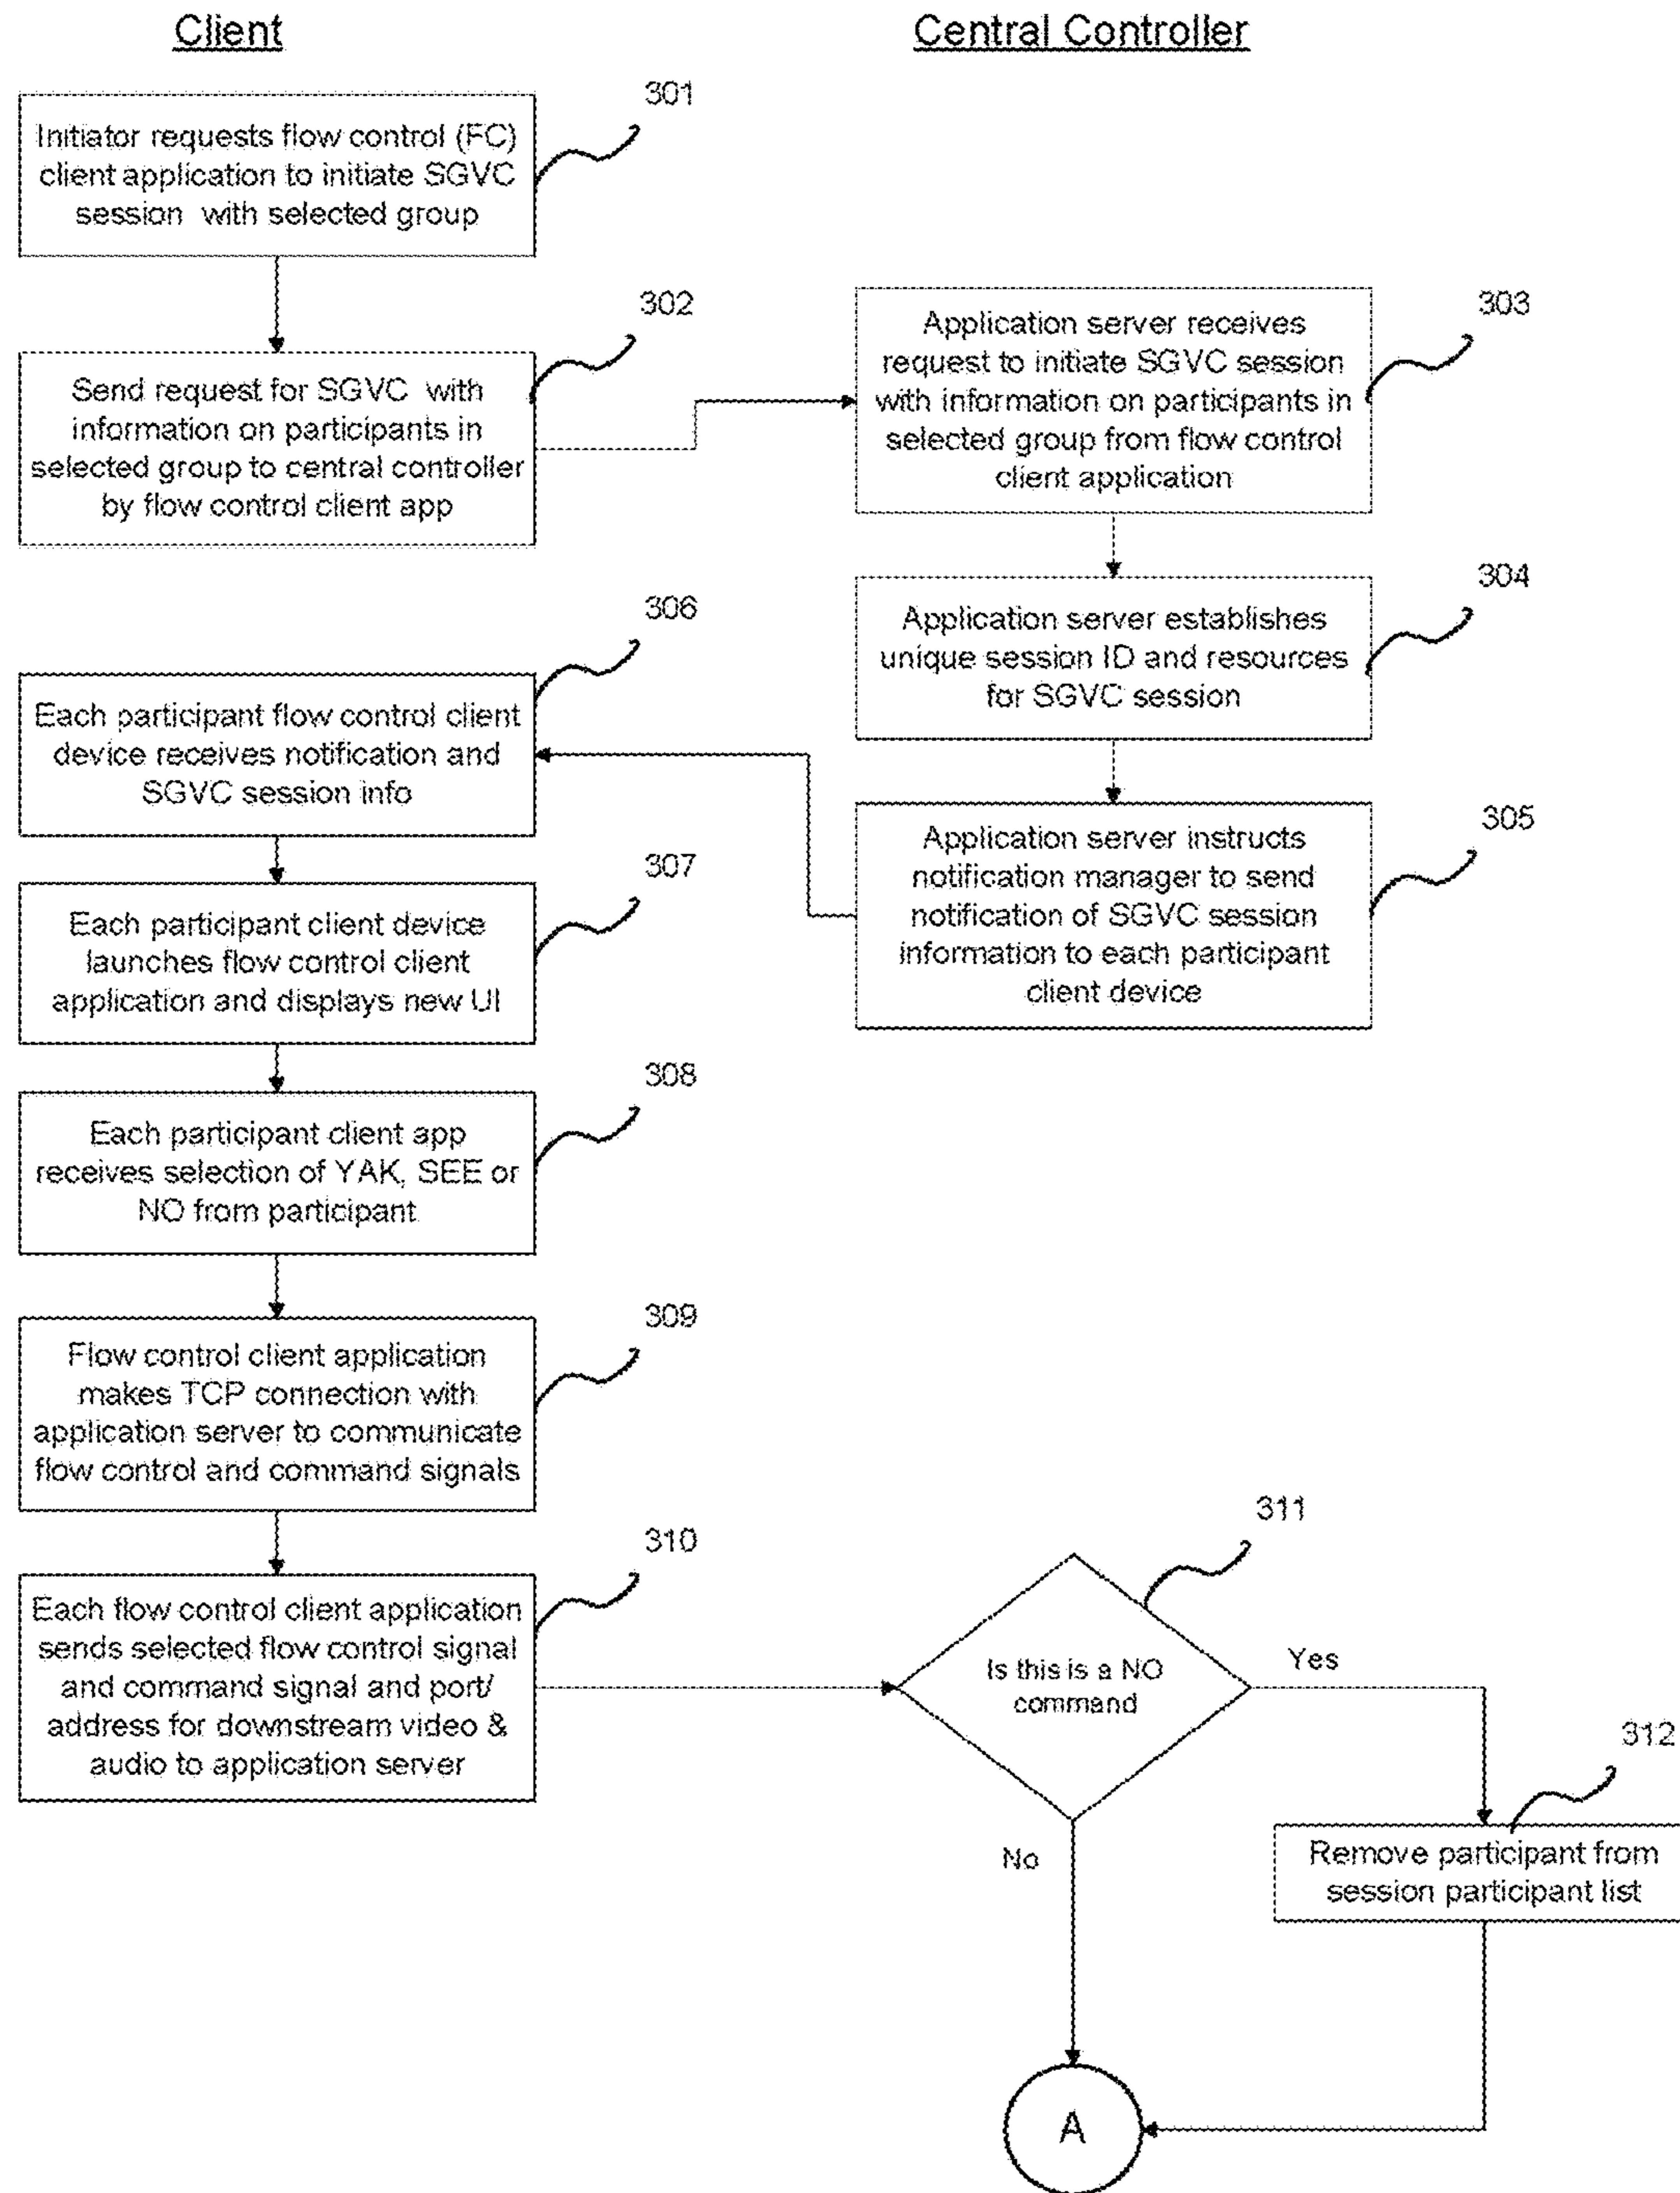 Client
Central Controller
301
Initiator requests flow control (FC)
client application to initiate SGVC
session with selected group
302
Send request for SGVC with
information on participants in
selected group to central controller
by flow control client app
303
Application server receives
request to initiate SGVC session
with information on participants in
selected group from flow control
client application
304
Application server establishes
unique session ID and resources
for SGVC session
305
Application server instructs
notification manager to send
notification of SGVC session
information to each participant
client device
306
Each participant flow control client
device receives notification and
SGVC session info
307
Each participant client device
launches flow control client
application and displays new UI
308
Each participant client app
receives selection of YAK, SEE or
NO from participant
309
Flow control client application
makes TCP connection with
application server to communicate
flow control and command signals
310
Each flow control client application
sends selected flow control signal
and command signal and port/
address for downstream video &
audio to application server
311
Is this is a NO
command
Yes
No
312
Remove participant from
session participant list
A